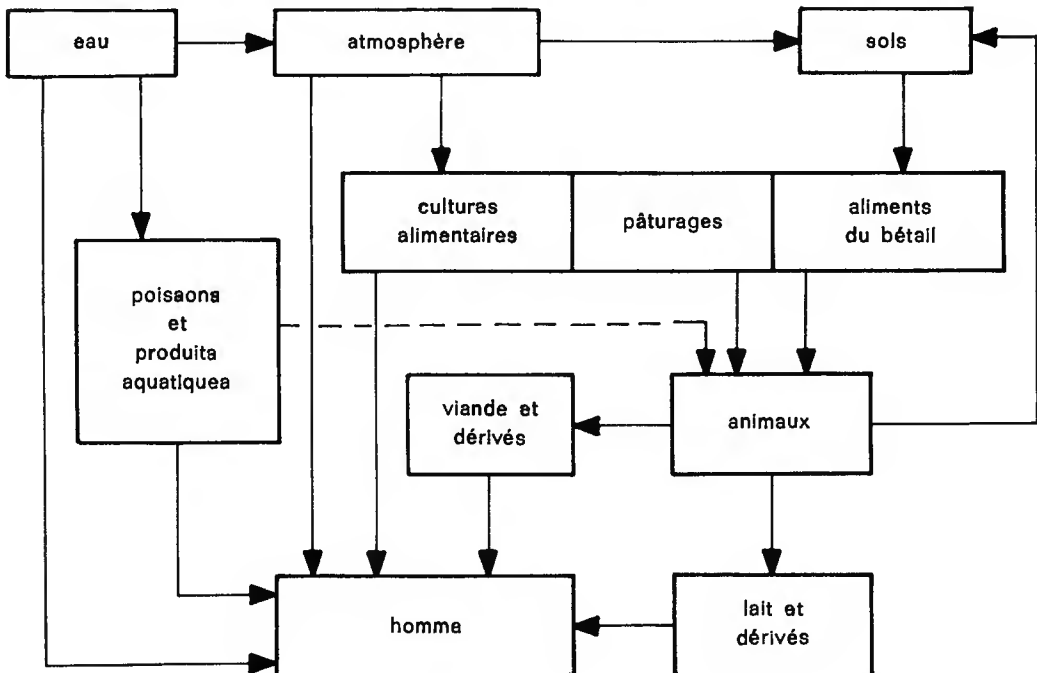 eau
atmosphère
sols
culturas
alimentaires
pâturages
aliments
du bétail
poisaons
et
produita
aquatiquea
viande et
dérivés
animaux
homma
lait et
dérivés